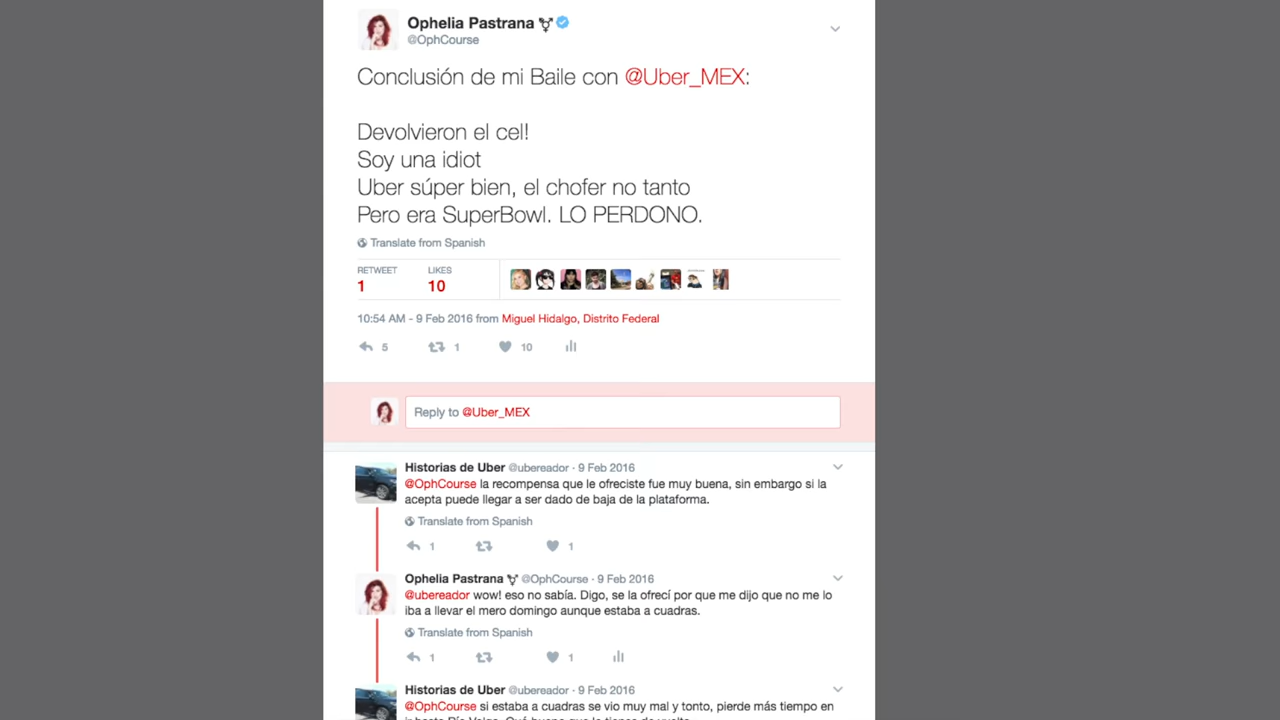 Ophelia Pastrana ⚧
@OphCourse
Conclusión de mi Baile con @Uber_MEX:
Devolvieron el cel!
Soy una idiot
Uber súper bien, el chofer no tanto
Pero era SuperBowl. LO PERDONO.
Translate from Spanish
RETWEET LIKES
1 10
10:54 AM - 9 Feb 2016 from Miguel Hidalgo, Distrito Federal
5 1 10
Reply to @Uber_MEX
Historias de Uber @ubereador · 9 Feb 2016
@OphCourse la recompensa que le ofreciste fue muy buena, sin embargo si la
acepta puede llegar a ser dado de baja de la plataforma.
Translate from Spanish
1 1
Ophelia Pastrana ⚧ @OphCourse · 9 Feb 2016
@ubereador wow! eso no sabía. Digo, se la ofrecí por que me dijo que no me lo
iba a llevar el mero domingo aunque estaba a cuadras.
Translate from Spanish
1 1
Historias de Uber @ubereador · 9 Feb 2016
@OphCourse si estaba a cuadras se vio muy mal y tonto, pierde más tiempo en